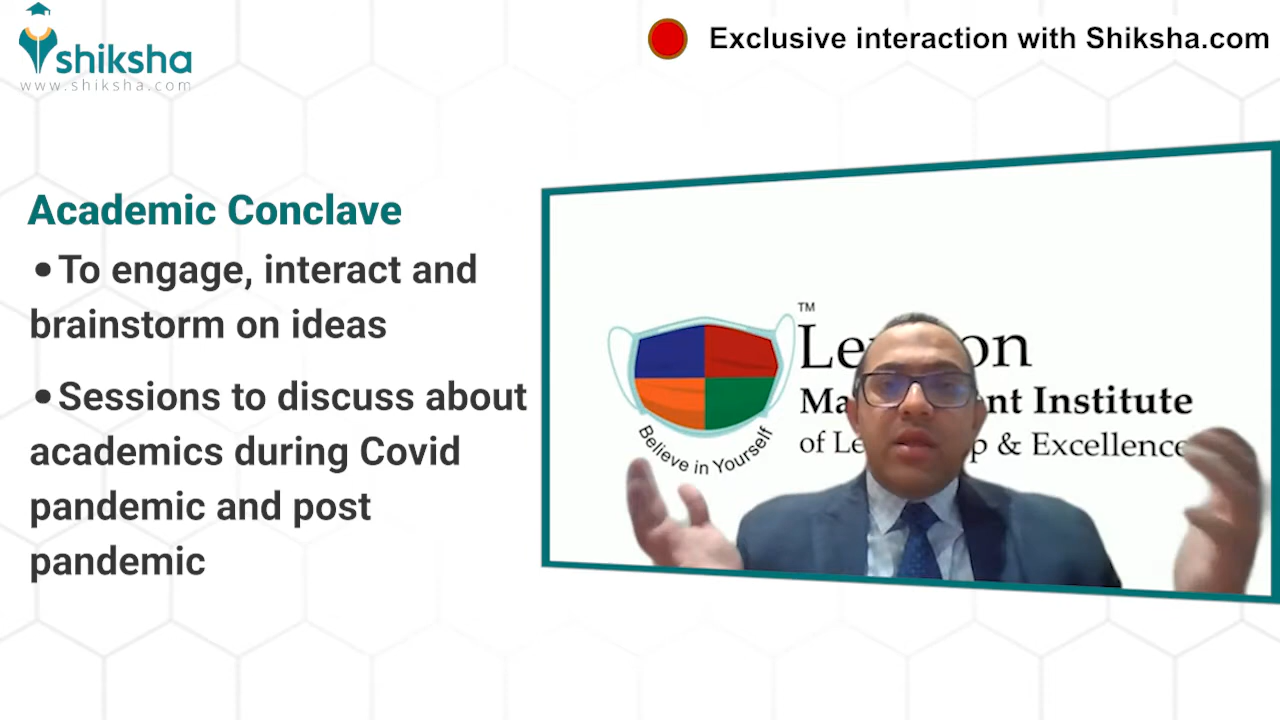 shiksha
www.shiksha.com
Exclusive interaction with Shiksha.com
Academic Conclave
•To engage, interact and
brainstorm on ideas
•Sessions to discuss about
academics during Covid
pandemic and post
pandemic
TM
Believe in Yourself
Institute
of
& Excellence